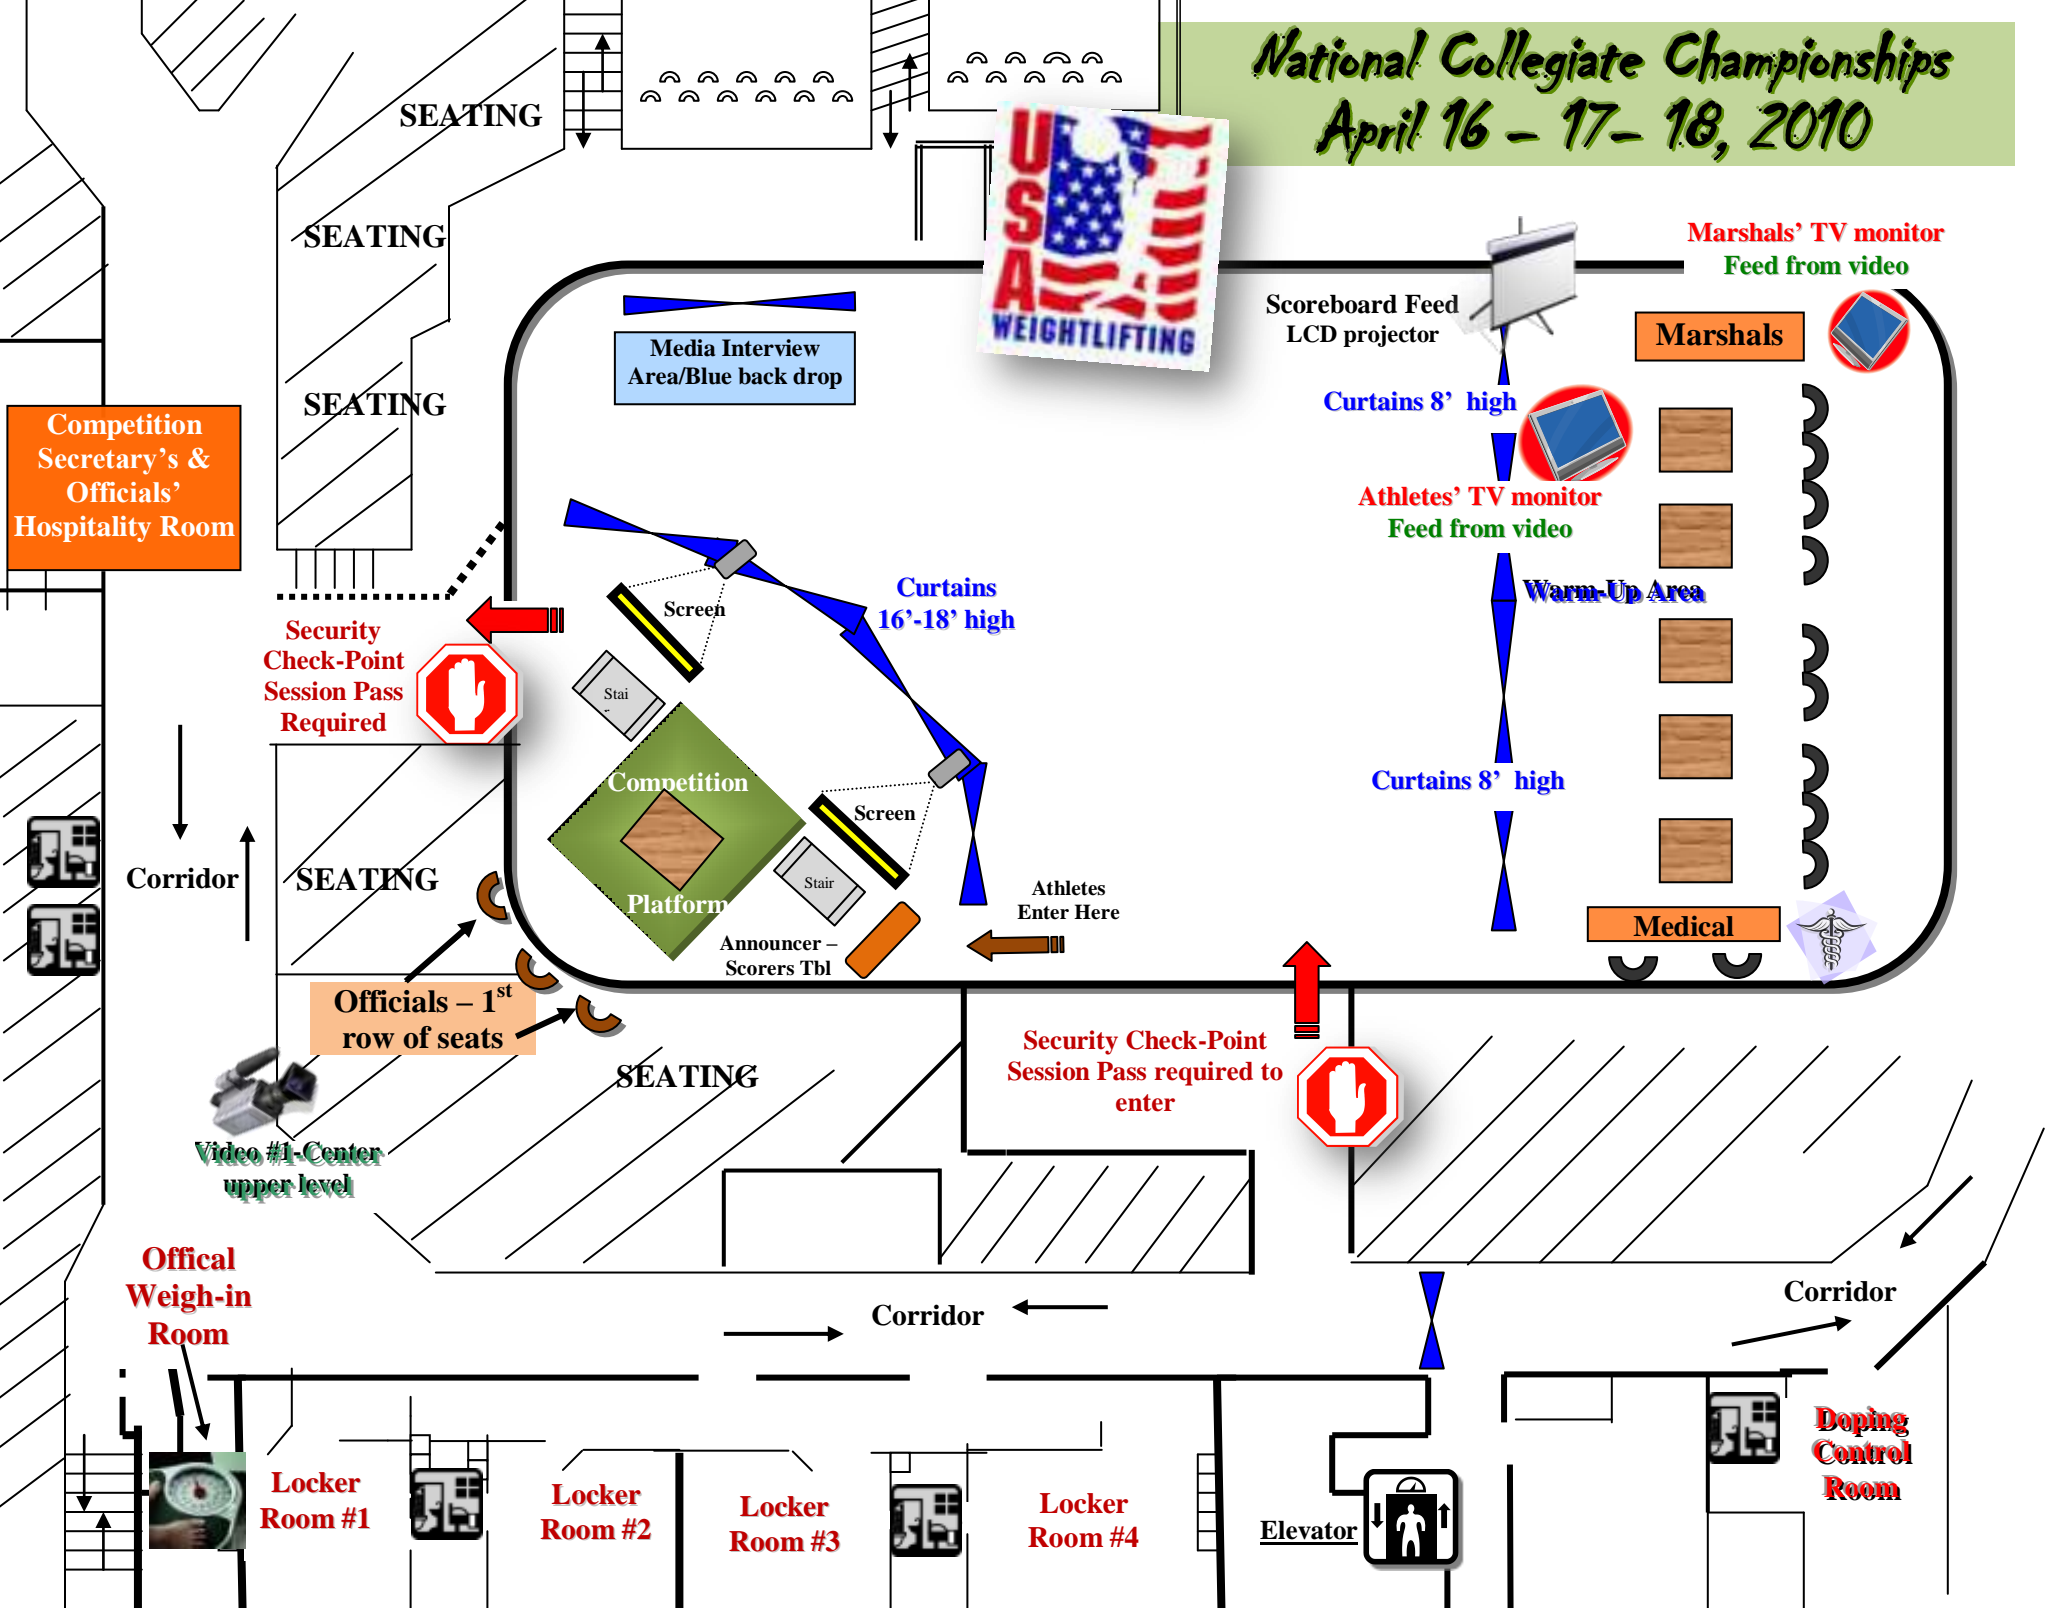 National Collegiate Championships
April 16 – 17– 18, 2010
SEATING
USA
WEIGHTLIFTING
SEATING
Marshals’ TV monitor
Feed from video
Scoreboard Feed
LCD projector
Marshals
Media Interview
Area/Blue back drop
SEATING
Curtains 8’ high
Competition
Secretary’s &
Officials’
Hospitality Room
Athletes’ TV monitor
Feed from video
Curtains
16’-18’ high
Warm-Up Area
Screen
Security
Check-Point
Session Pass
Required
Stai
Competition
Platform
Curtains 8’ high
Screen
Corridor
SEATING
Stair
Athletes
Enter Here
Medical
Announcer –
Scorers Tbl
Officials – 1st
row of seats
SEATING
Security Check-Point
Session Pass required to
enter
Video #1-Center
upper level
Offical
Weigh-in
Room
Corridor
Corridor
Doping
Control
Room
Locker
Room #1
Locker
Room #2
Locker
Room #3
Locker
Room #4
Elevator